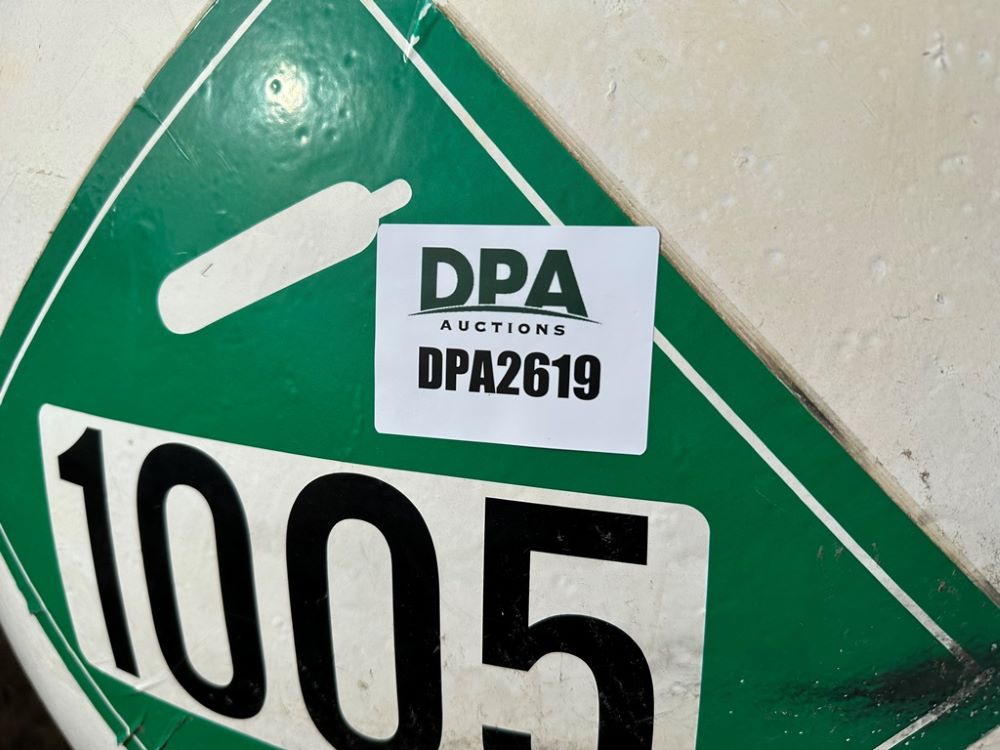 DPA
AUCTIONS
DPA2619
1005